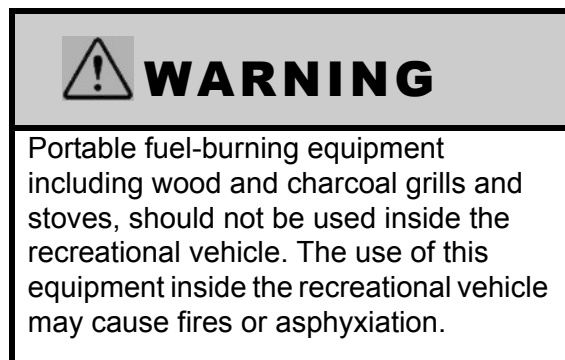 WARNING
Portable fuel-burning equipment
including wood and charcoal grills and
stoves, should not be used inside the
recreational vehicle. The use of this
equipment inside the recreational vehicle
may cause fires or asphyxiation.